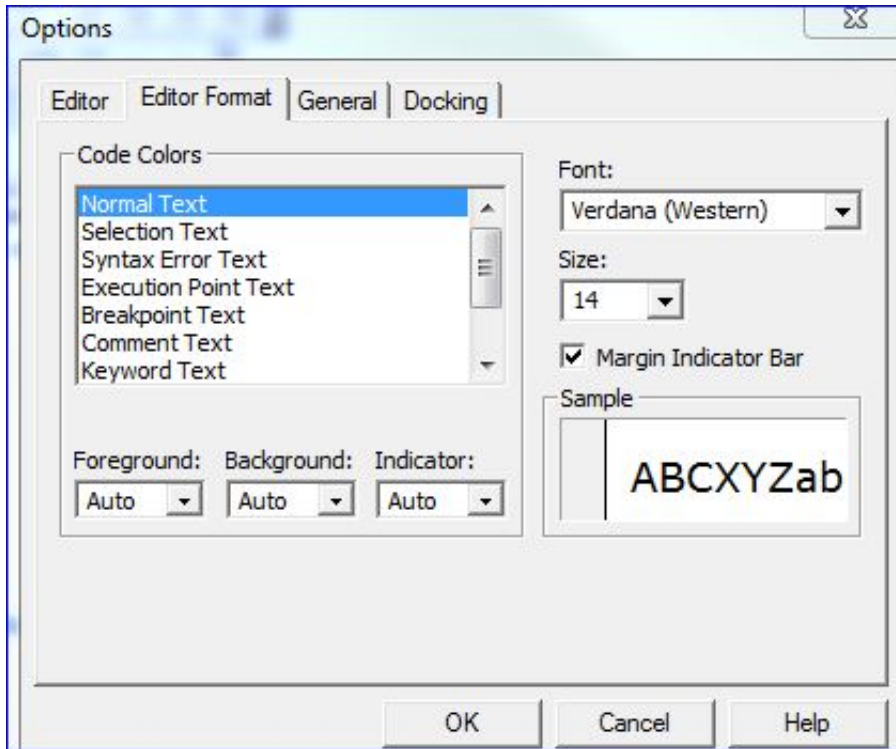 Options
Editor Editor Format General Docking
Code Colors
Normal Text
Selection Text
Syntax Error Text
Execution Point Text
Breakpoint Text
Comment Text
Keyword Text
Foreground: Background: Indicator:
Auto Auto Auto
Font:
Verdana (Western)
Size:
14
Margin Indicator Bar
Sample
ABCXYZab
OK Cancel Help